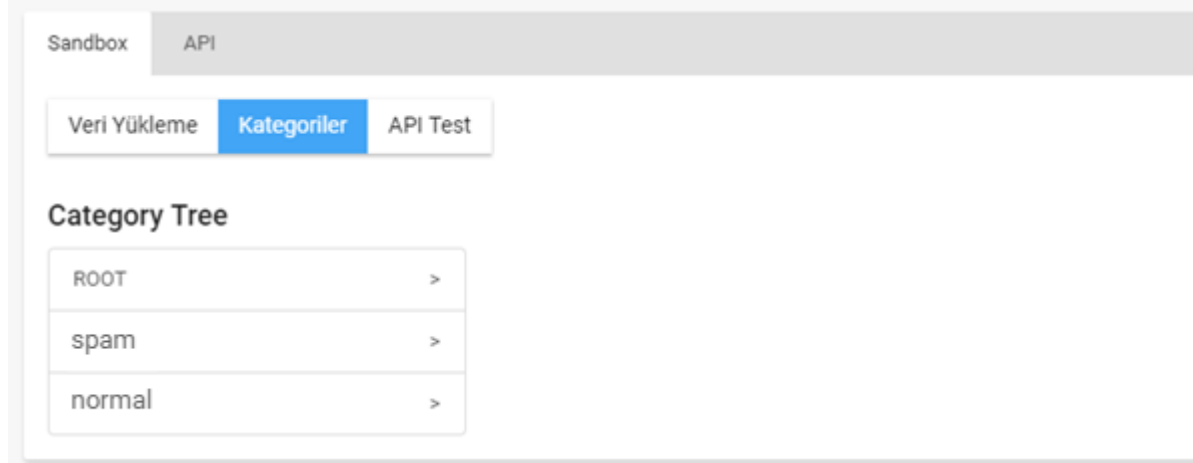 Sandbox API
Veri Yükleme Kategoriler API Test
Category Tree
ROOT >
spam >
normal >